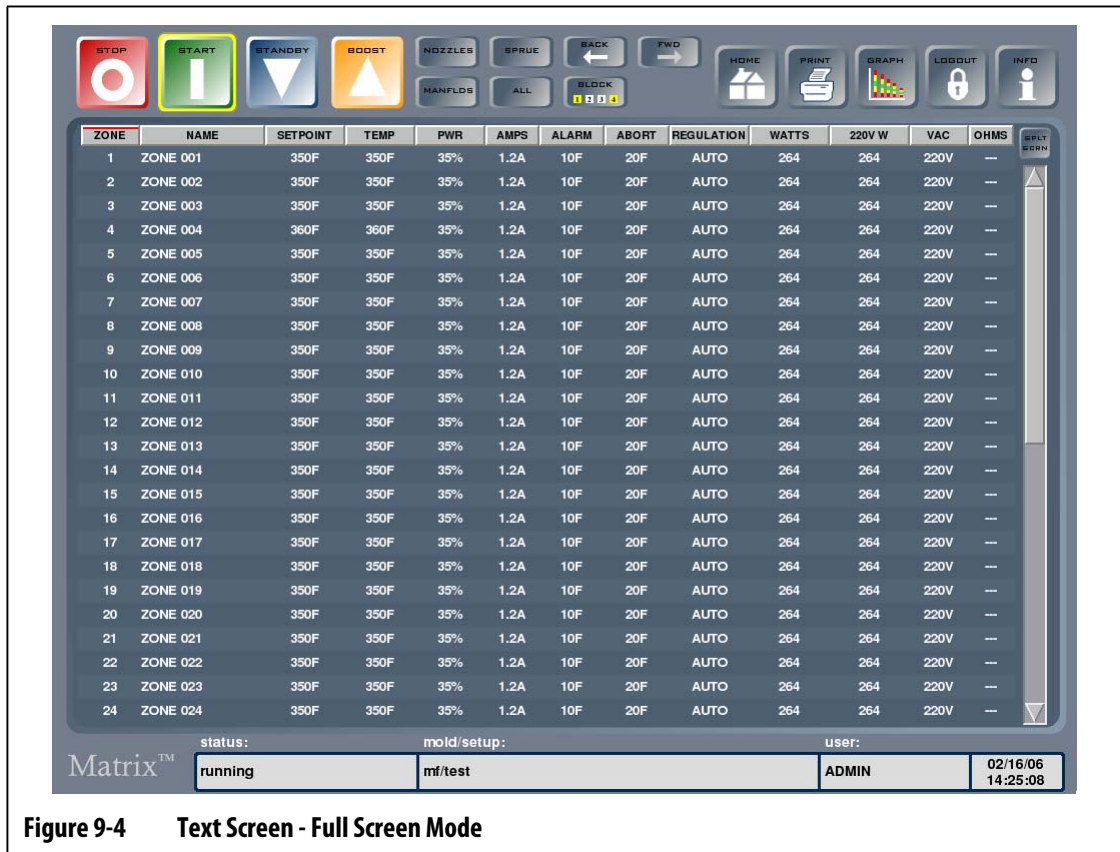 STOP START STANDBY BOOST NOZZLES SPRUE BACK FWD HOME PRINT GRAPH LOGOUT INFO
MANFLDS ALL BLOCK
1 2 3 4
ZONE NAME SETPOINT TEMP PWR AMPS ALARM ABORT REGULATION WATTS 220V W VAC OHMS SPLT SCRN
1 ZONE 001 350F 350F 35% 1.2A 10F 20F AUTO 264 264 220V ---
2 ZONE 002 350F 350F 35% 1.2A 10F 20F AUTO 264 264 220V ---
3 ZONE 003 350F 350F 35% 1.2A 10F 20F AUTO 264 264 220V ---
4 ZONE 004 360F 360F 35% 1.2A 10F 20F AUTO 264 264 220V ---
5 ZONE 005 350F 350F 35% 1.2A 10F 20F AUTO 264 264 220V ---
6 ZONE 006 350F 350F 35% 1.2A 10F 20F AUTO 264 264 220V ---
7 ZONE 007 350F 350F 35% 1.2A 10F 20F AUTO 264 264 220V ---
8 ZONE 008 350F 350F 35% 1.2A 10F 20F AUTO 264 264 220V ---
9 ZONE 009 350F 350F 35% 1.2A 10F 20F AUTO 264 264 220V ---
10 ZONE 010 350F 350F 35% 1.2A 10F 20F AUTO 264 264 220V ---
11 ZONE 011 350F 350F 35% 1.2A 10F 20F AUTO 264 264 220V ---
12 ZONE 012 350F 350F 35% 1.2A 10F 20F AUTO 264 264 220V ---
13 ZONE 013 350F 350F 35% 1.2A 10F 20F AUTO 264 264 220V ---
14 ZONE 014 350F 350F 35% 1.2A 10F 20F AUTO 264 264 220V ---
15 ZONE 015 350F 350F 35% 1.2A 10F 20F AUTO 264 264 220V ---
16 ZONE 016 350F 350F 35% 1.2A 10F 20F AUTO 264 264 220V ---
17 ZONE 017 350F 350F 35% 1.2A 10F 20F AUTO 264 264 220V ---
18 ZONE 018 350F 350F 35% 1.2A 10F 20F AUTO 264 264 220V ---
19 ZONE 019 350F 350F 35% 1.2A 10F 20F AUTO 264 264 220V ---
20 ZONE 020 350F 350F 35% 1.2A 10F 20F AUTO 264 264 220V ---
21 ZONE 021 350F 350F 35% 1.2A 10F 20F AUTO 264 264 220V ---
22 ZONE 022 350F 350F 35% 1.2A 10F 20F AUTO 264 264 220V ---
23 ZONE 023 350F 350F 35% 1.2A 10F 20F AUTO 264 264 220V ---
24 ZONE 024 350F 350F 35% 1.2A 10F 20F AUTO 264 264 220V ---
status: mold/setup: user:
Matrix™ running mf/test ADMIN 02/16/06
14:25:08
Figure 9-4 Text Screen - Full Screen Mode